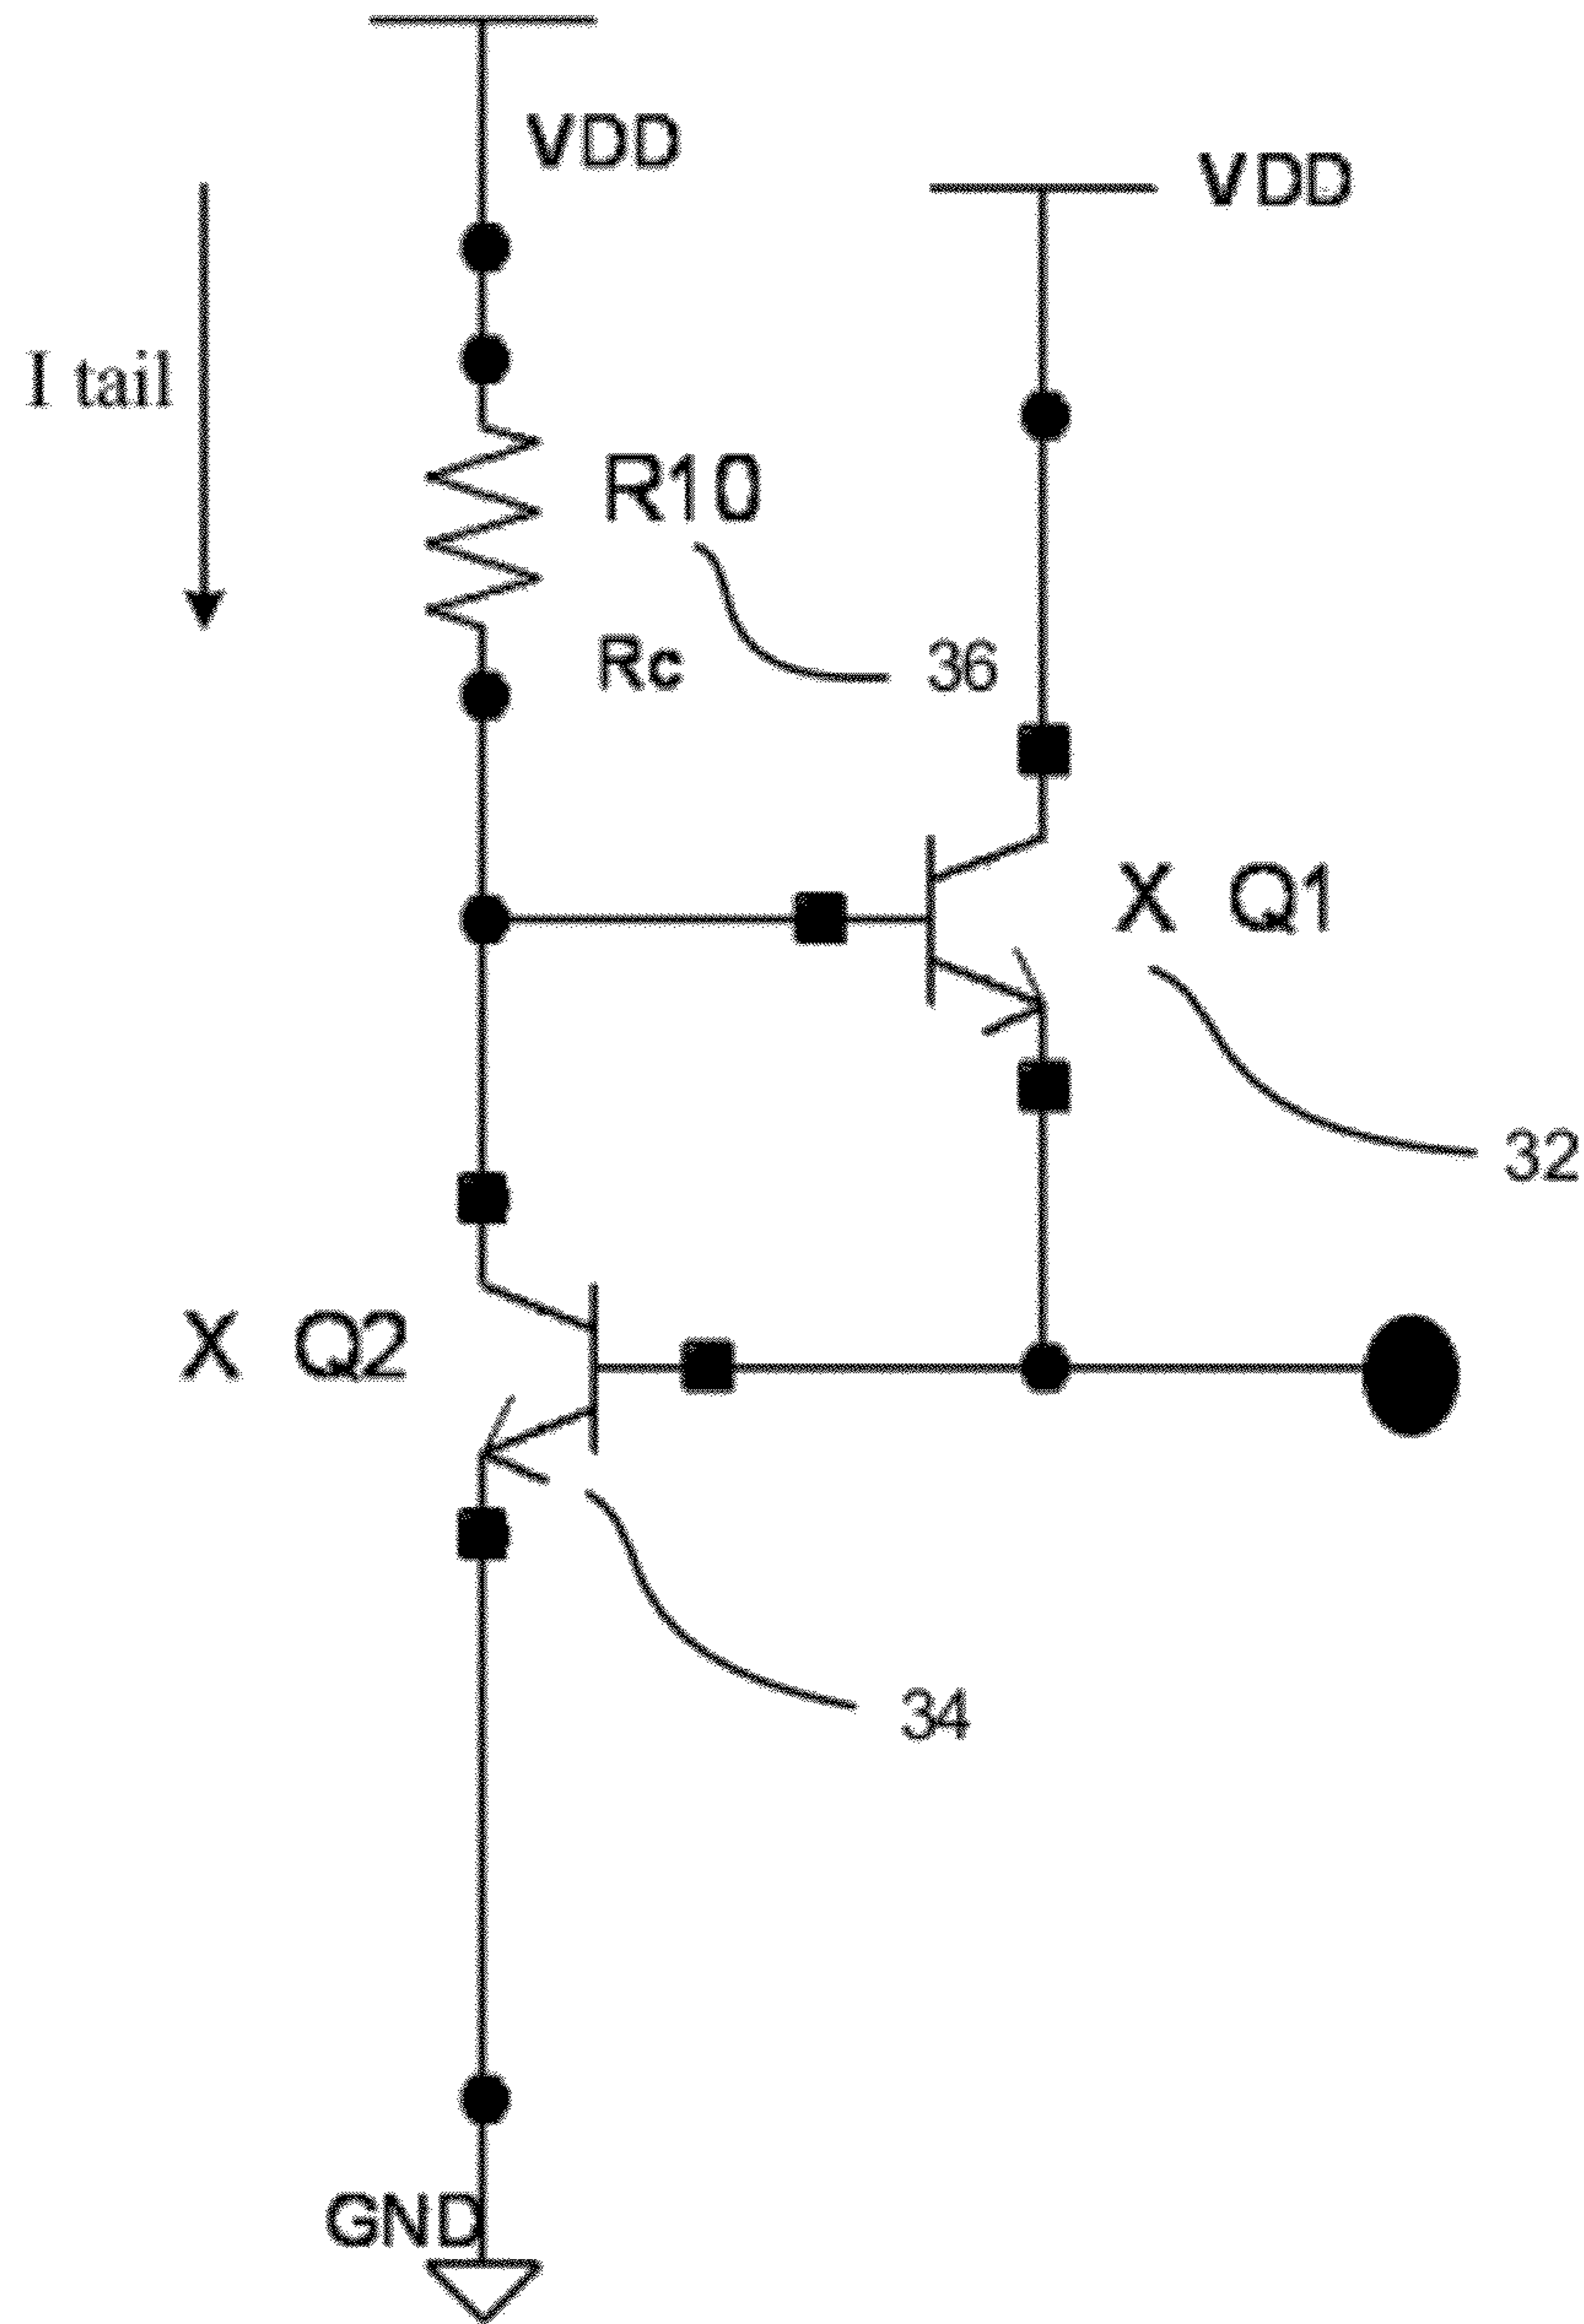 VDD
VDD
I tail
R10
Rc
36
X Q1
32
X Q2
34
GND